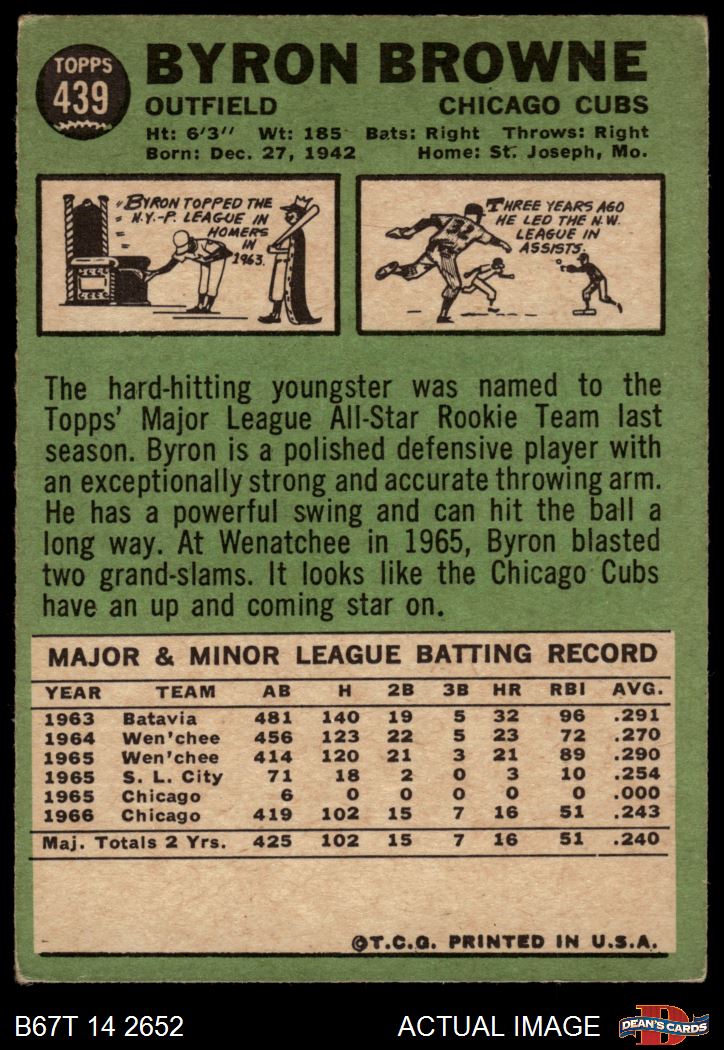 TOPPS
439
BYRON BROWNE
OUTFIELD CHICAGO CUBS
Ht: 6'3" Wt: 185 Bats: Right Throws: Right
Born: Dec. 27, 1942 Home: St. Joseph, Mo.
BYRON TOPPED THE
N.Y.-P. LEAGUE IN
HOMERS
IN
1963.
THREE YEARS AGO
HE LED THE N.W.
LEAGUE IN
ASSISTS.
32
The hard-hitting youngster was named to the
Topps' Major League All-Star Rookie Team last
season. Byron is a polished defensive player with
an exceptionally strong and accurate throwing arm.
He has a powerful swing and can hit the ball a
long way. At Wenatchee in 1965, Byron blasted
two grand-slams. It looks like the Chicago Cubs
have an up and coming star on.
MAJOR & MINOR LEAGUE BATTING RECORD
YEAR TEAM AB H 2B 3B HR RBI AVG.
1963 Batavia 481 140 19 5 32 96 .291
1964 Wen'chee 456 123 22 5 23 72 .270
1965 Wen'chee 414 120 21 3 21 89 .290
1965 S. L. City 71 18 2 0 3 10 .254
1965 Chicago 6 0 0 0 0 0 .000
1966 Chicago 419 102 15 7 16 51 .243
Maj. Totals 2 Yrs. 425 102 15 7 16 51 .240
©T.C.G. PRINTED IN U.S.A.
B67T 14 2652 ACTUAL IMAGE
D
DEAN'S CARDS